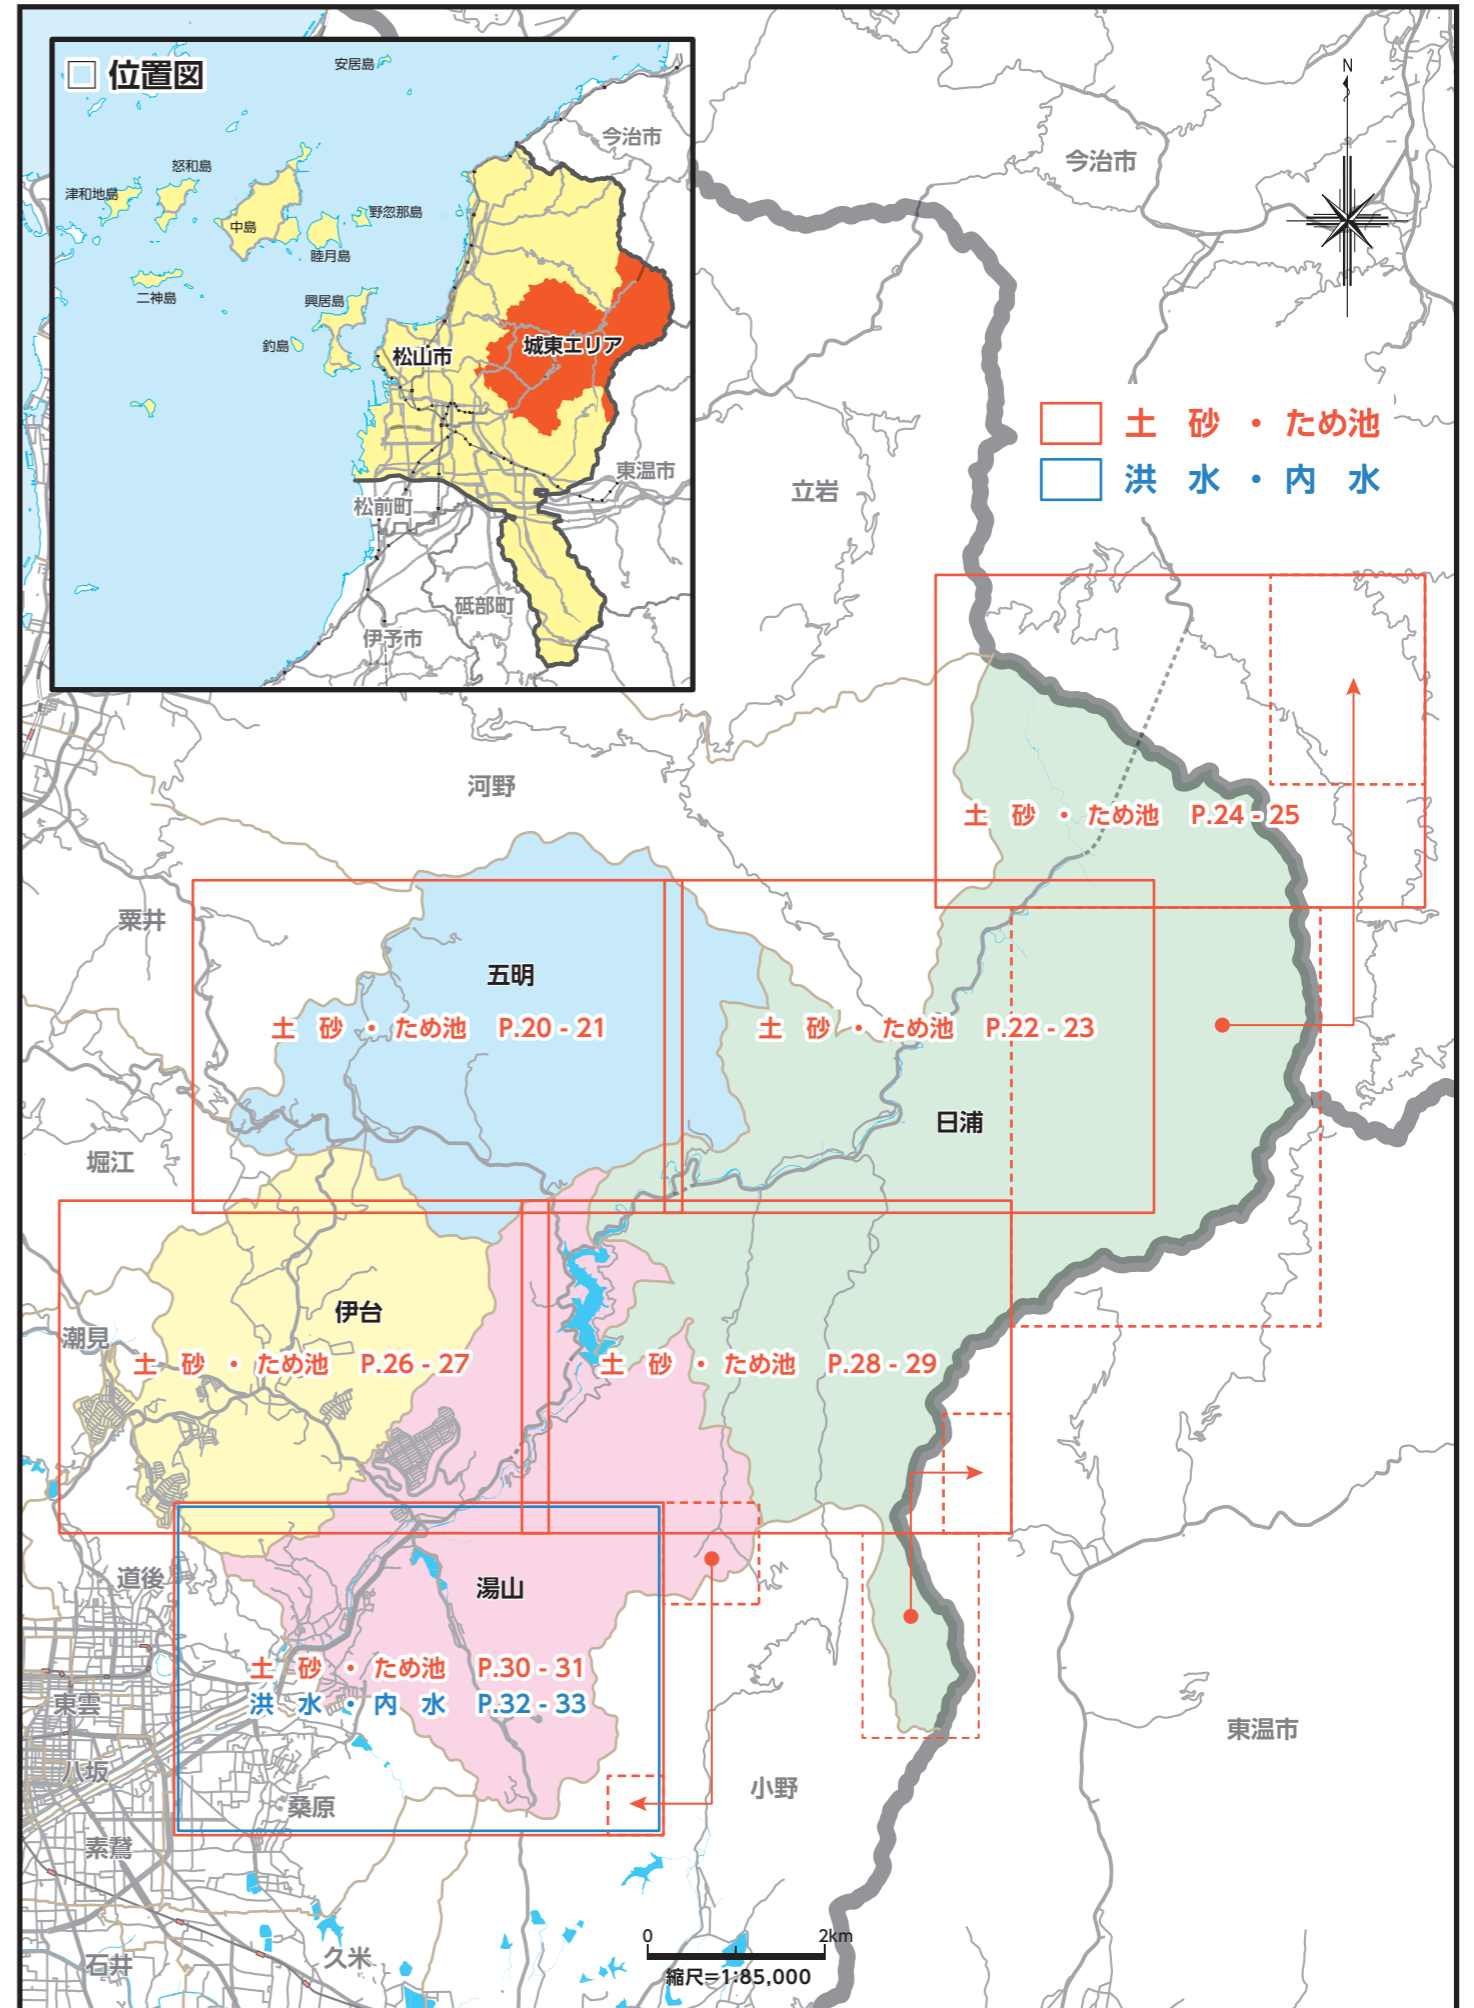 位置図
安居島
今治市
怒和島
津和地島
中島
野忽那島
睦月島
二神島
興居島
釣島
松山市
城東エリア
東温市
松前町
砥部町
伊予市
N
今治市
土 砂 ・ ため池
洪 水 ・ 内 水
立岩
河野
土 砂 ・ ため池 P.24 - 25
粟井
五明
土 砂 ・ ため池 P.20 - 21
土 砂 ・ ため池 P.22 - 23
日浦
堀江
伊台
潮見
土 砂 ・ ため池 P.26 - 27
土 砂 ・ ため池 P.28 - 29
道後
湯山
土 砂 ・ ため池 P.30 - 31
洪 水 ・ 内 水 P.32 - 33
東雲
東温市
八坂
小野
桑原
素鵞
久米
石井
0 2km
縮尺=1:85,000